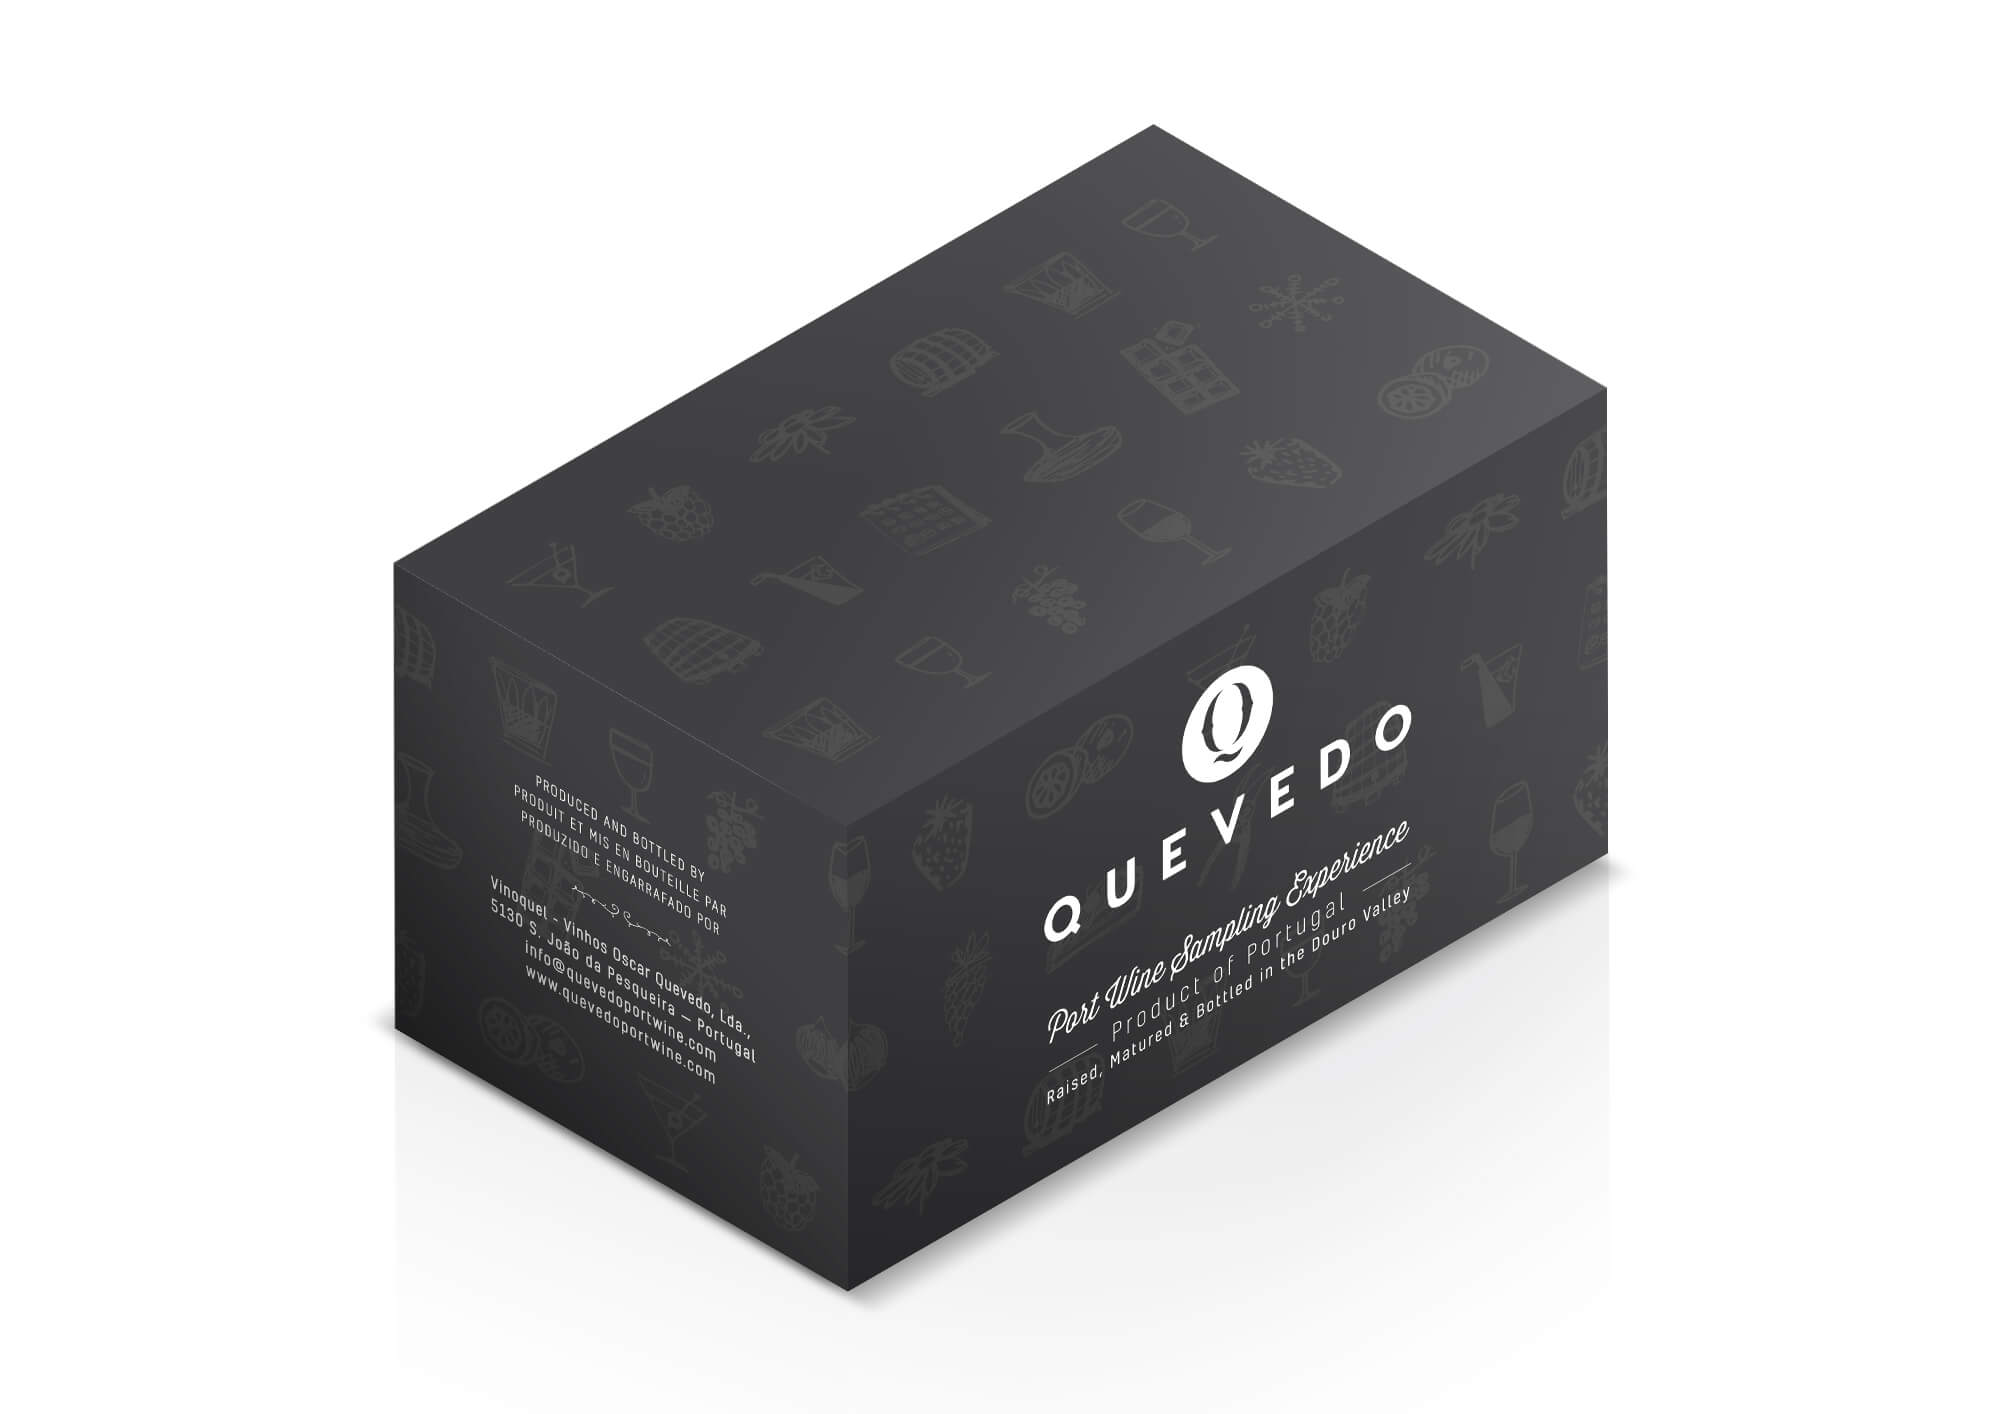 PRODUCED AND BOTTLED BY
PRODUIT ET MIS EN BOUTEILLE PAR
PRODUZIDO E ENGARRAFADO POR
Vinoquel - Vinhos Oscar Quevedo, Lda.,
5130 S. João da Pesqueira – Portugal
info@quevedoportwine.com
www.quevedoportwine.com
Q
QUEVEDO
Port Wine Sampling Experience
Product of Portugal
Raised, Matured & Bottled in the Douro Valley